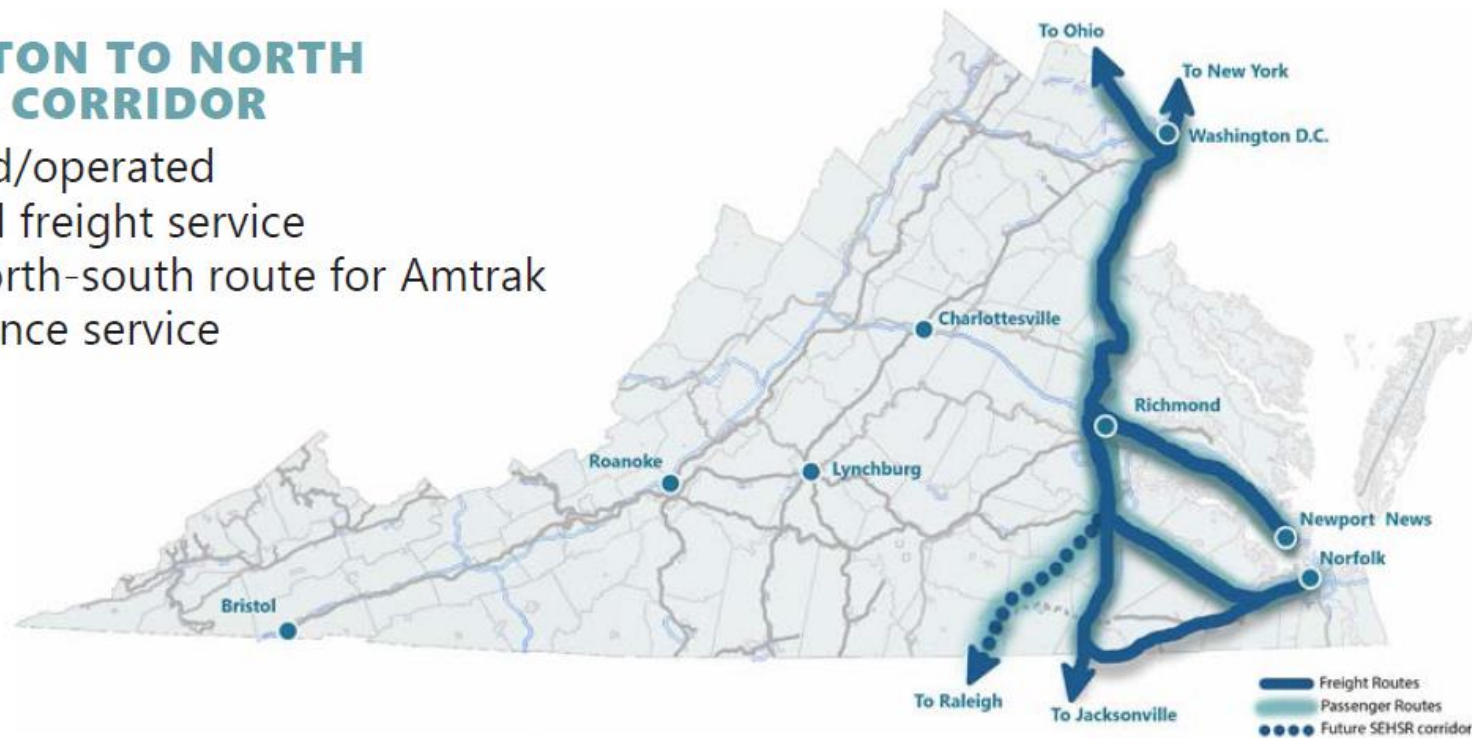 TON TO NORTH
CORRIDOR
d/operated
freight service
rth-south route for Amtrak
nce service
To Ohio
To New York
Washington D.C.
Charlottesville
Richmond
Roanoke
Lynchburg
Newport News
Norfolk
Bristol
To Raleigh
To Jacksonville
Freight Routes
Passenger Routes
Future SEHSR corridor